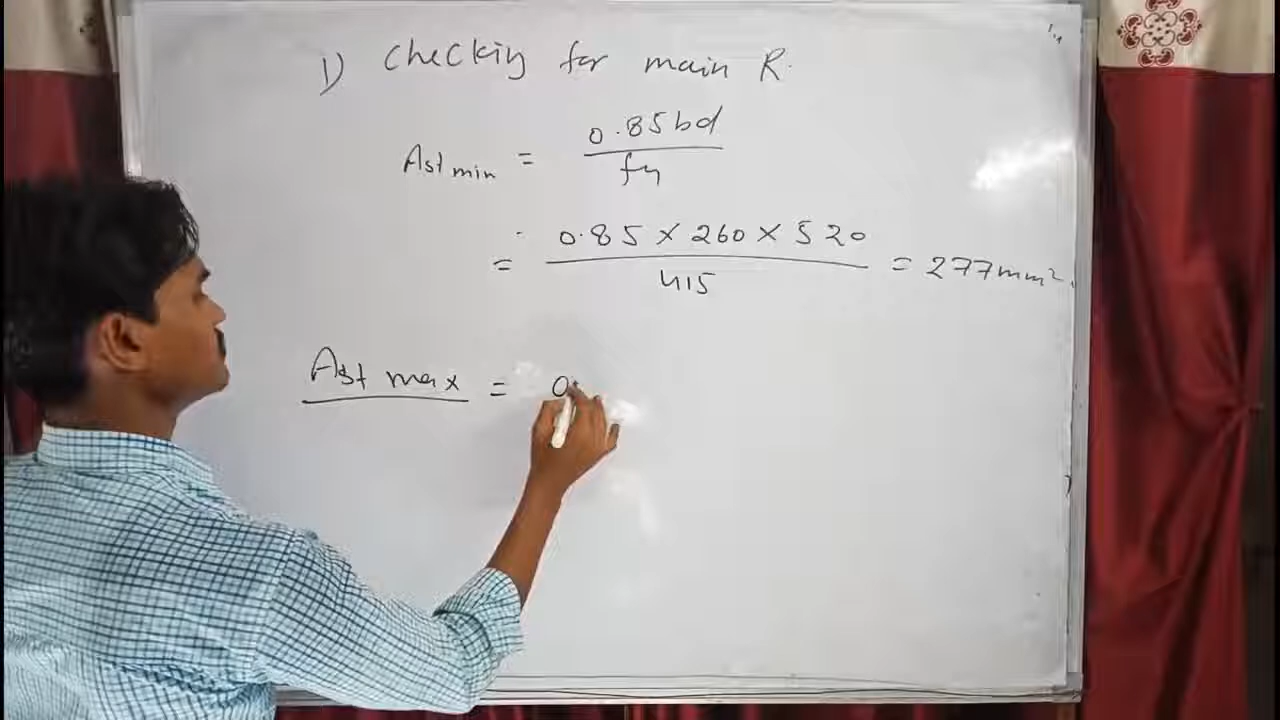 1) Checking for main R.
Ast min = 0.85bd / fy
= 0.85 × 260 × 520 / 415 = 277mm².
Ast max = 0.